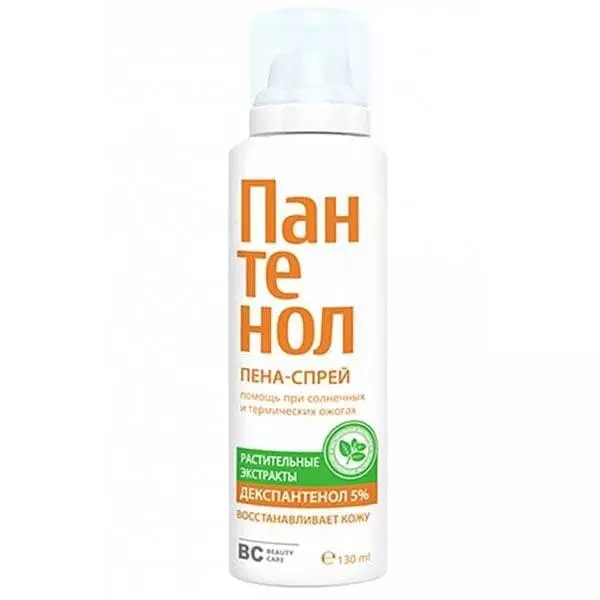 Пан
те
нол
ПЕНА-СПРЕЙ
помощь при солнечных
и термических ожогах
РАСТИТЕЛЬНЫЕ
ЭКСТРАКТЫ
ДЕКСПАНТЕНОЛ 5%
ВОССТАНАВЛИВАЕТ КОЖУ
BC BEAUTY
CARE
℮ 130 ml